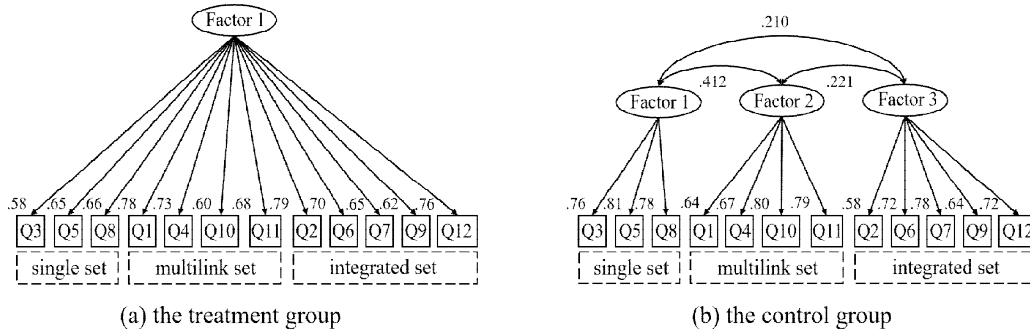 Factor 1
.58 .65 .66 .78 .73 .60 .68 .79 .70 .65 .62 .76
Q3 Q5 Q8 Q1 Q4 Q10 Q11 Q2 Q6 Q7 Q9 Q12
single set multilink set integrated set
(a) the treatment group
.210
.412 .221
Factor 1 Factor 2 Factor 3
.76 .81 .78 .64 .67 .80 .79 .58 .72 .78 .64 .72
Q3 Q5 Q8 Q1 Q4 Q10 Q11 Q2 Q6 Q7 Q9 Q12
single set multilink set integrated set
(b) the control group